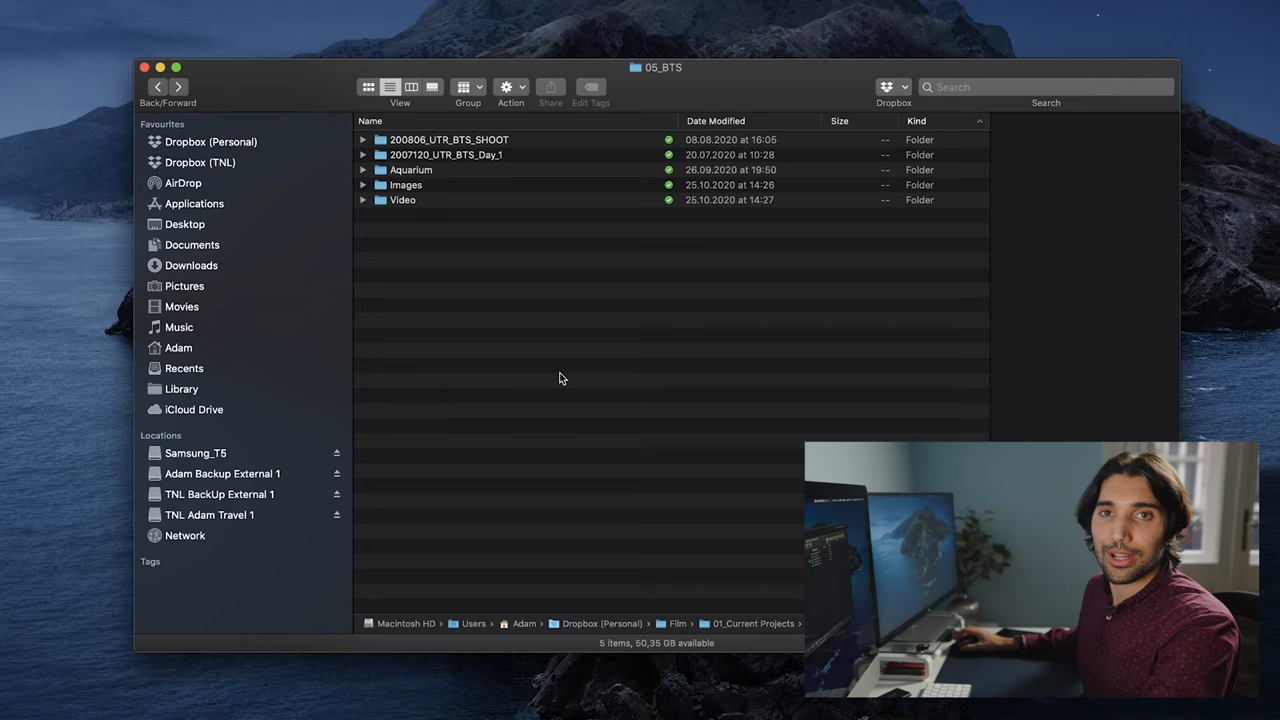 05_BTS
Back/Forward
View
Group
Action
Share
Edit Tags
Dropbox
Search
Search
Favourites
Dropbox (Personal)
Dropbox (TNL)
AirDrop
Applications
Desktop
Documents
Downloads
Pictures
Movies
Music
Adam
Recents
Library
iCloud Drive
Locations
Samsung_T5
Adam Backup External 1
TNL BackUp External 1
TNL Adam Travel 1
Network
Tags
Name Date Modified Size Kind
200806_UTR_BTS_SHOOT 08.08.2020 at 16:05 -- Folder
2007120_UTR_BTS_Day_1 20.07.2020 at 10:28 -- Folder
Aquarium 26.09.2020 at 19:50 -- Folder
Images 25.10.2020 at 14:26 -- Folder
Video 25.10.2020 at 14:27 -- Folder
Macintosh HD › Users › Adam › Dropbox (Personal) › Film › 01_Current Projects ›
5 items, 50,35 GB available